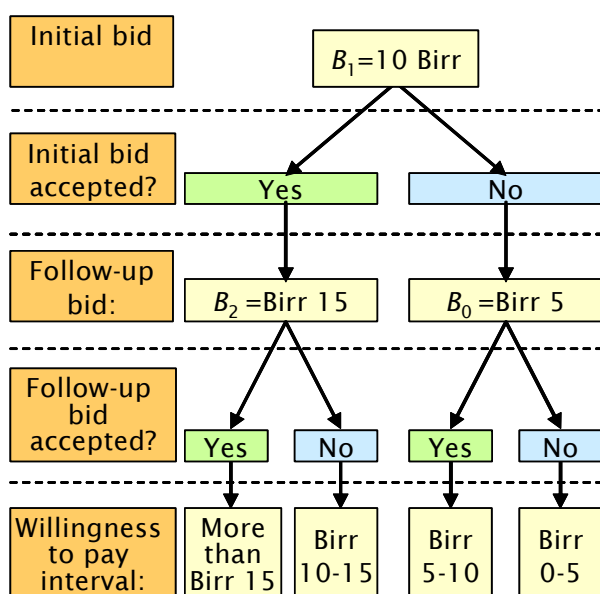 Initial bid
B1=10 Birr
Initial bid
accepted?
Yes
No
Follow-up
bid:
B2 =Birr 15
B0 =Birr 5
Follow-up
bid
accepted?
Yes
No
Yes
No
Willingness
to pay
interval:
More
than
Birr 15
Birr
10-15
Birr
5-10
Birr
0-5